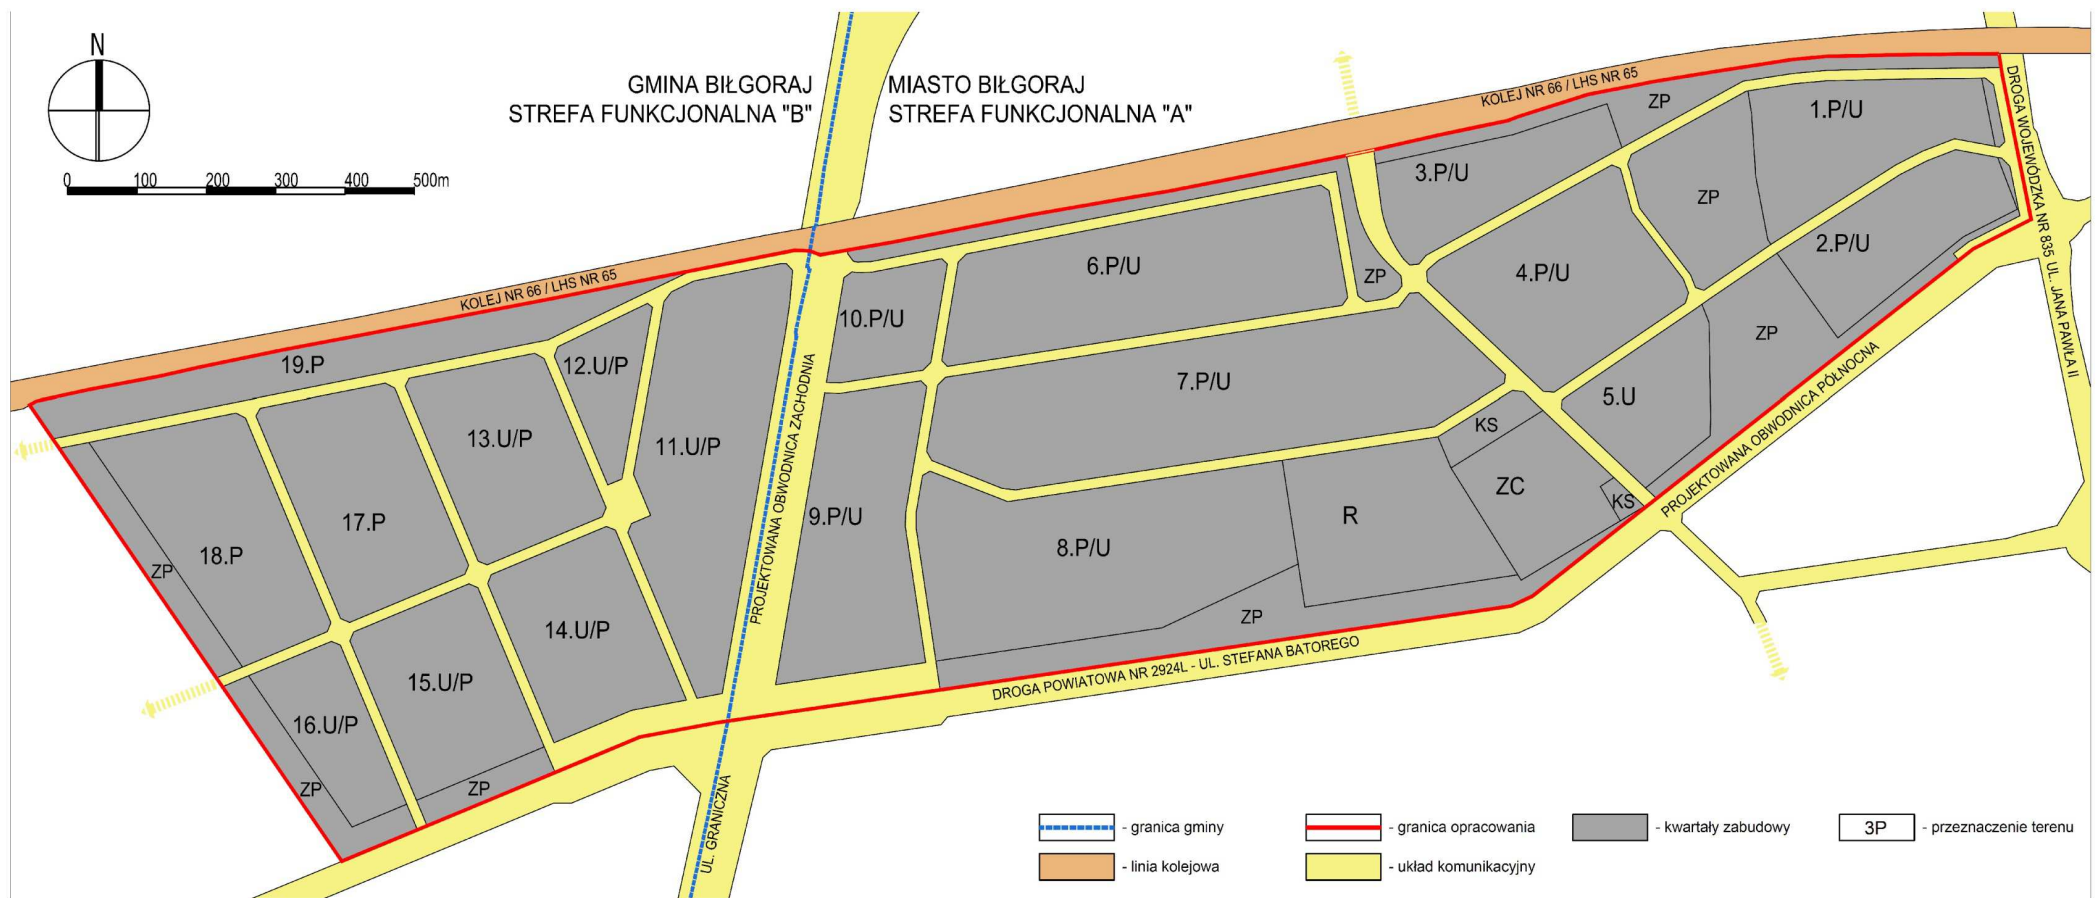 N
0 100 200 300 400 500m
GMINA BIŁGORAJ
STREFA FUNKCJONALNA "B"
MIASTO BIŁGORAJ
STREFA FUNKCJONALNA "A"
KOLEJ NR 66 / LHS NR 65
KOLEJ NR 66 / LHS NR 65
DROGA WOJEWÓDZKA NR 835 UL. JANA PAWŁA II
ZP
1.P/U
3.P/U
ZP
2.P/U
6.P/U
ZP
4.P/U
10.P/U
ZP
19.P
12.U/P
7.P/U
5.U
13.U/P
11.U/P
KS
PROJEKTOWANA OBWODNICA ZACHODNIA
PROJEKTOWANA OBWODNICA PÓŁNOCNA
ZC
KS
17.P
9.P/U
R
18.P
8.P/U
ZP
14.U/P
ZP
15.U/P
DROGA POWIATOWA NR 2924L - UL. STEFANA BATOREGO
16.U/P
ZP
ZP
UL. GRANICZNA
- granica gminy
- granica opracowania
- kwartały zabudowy
3P - przeznaczenie terenu
- linia kolejowa
- układ komunikacyjny